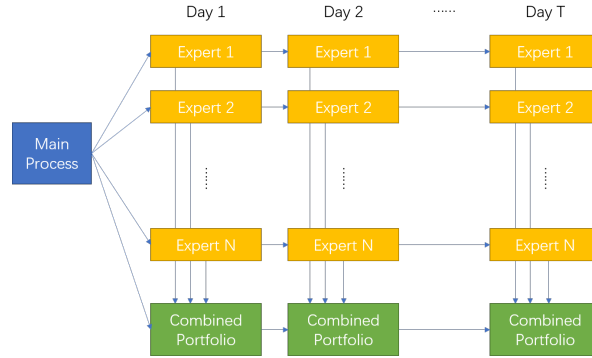 Day 1 Day 2 ...... Day T
Expert 1 Expert 1 Expert 1
Expert 2 Expert 2 Expert 2
Main
Process
...... ...... ......
Expert N Expert N Expert N
Combined Combined Combined
Portfolio Portfolio Portfolio